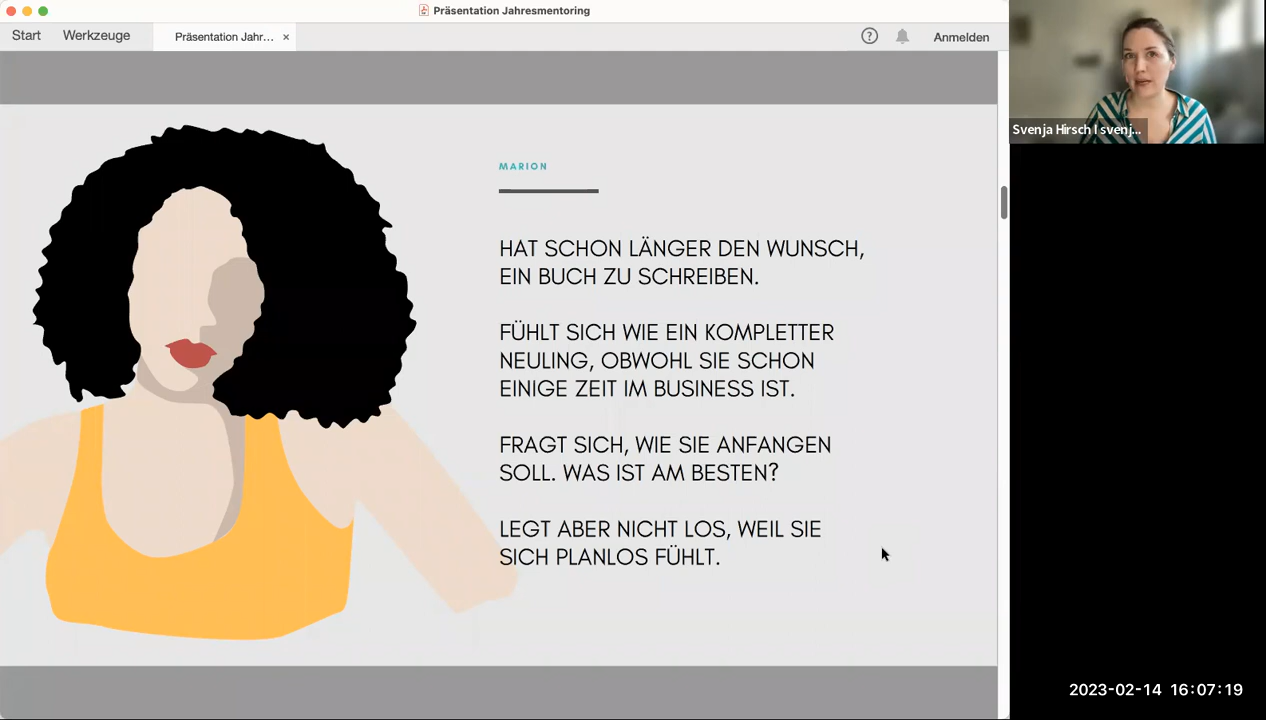 Präsentation Jahresmentoring
Start
Werkzeuge
Präsentation Jahr...
×
?
Anmelden
Svenja Hirsch I svenj...
MARION
HAT SCHON LÄNGER DEN WUNSCH,
EIN BUCH ZU SCHREIBEN.
FÜHLT SICH WIE EIN KOMPLETTER
NEULING, OBWOHL SIE SCHON
EINIGE ZEIT IM BUSINESS IST.
FRAGT SICH, WIE SIE ANFANGEN
SOLL. WAS IST AM BESTEN?
LEGT ABER NICHT LOS, WEIL SIE
SICH PLANLOS FÜHLT.
2023-02-14 16:07:19